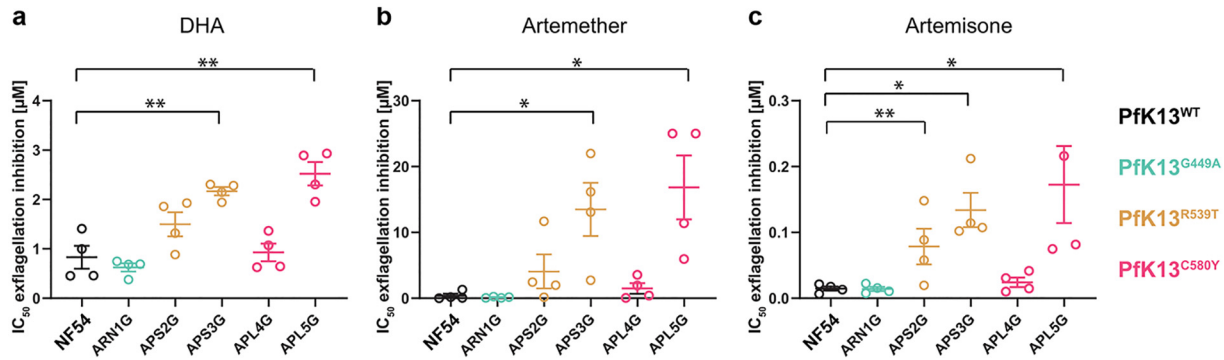 a
DHA
IC50 exflagellation inhibition [µM]
4
3
2
1
0
**
**
NF54
ARN1G
APS2G
APS3G
APL4G
APL5G
b
Artemether
IC50 exflagellation inhibition [µM]
30
20
10
0
*
*
NF54
ARN1G
APS2G
APS3G
APL4G
APL5G
c
Artemisone
IC50 exflagellation inhibition [µM]
0.3
0.2
0.1
0.0
*
*
**
NF54
ARN1G
APS2G
APS3G
APL4G
APL5G
PfK13WT
PfK13G449A
PfK13R539T
PfK13C580Y